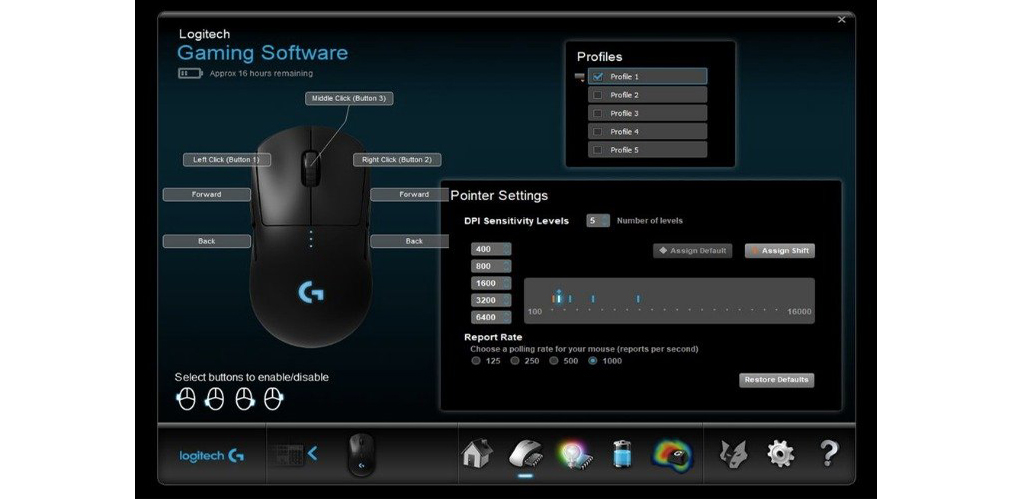 Logitech
Gaming Software
Approx 16 hours remaining
Middle Click (Button 3)
Left Click (Button 1)
Right Click (Button 2)
Forward
Forward
Back
Back
Select buttons to enable/disable
Profiles
Profile 1
Profile 2
Profile 3
Profile 4
Profile 5
Pointer Settings
DPI Sensitivity Levels 5 Number of levels
400
800
1600
3200
6400
Assign Default
Assign Shift
100
16000
Report Rate
Choose a polling rate for your mouse (reports per second)
125 250 500 1000
Restore Defaults
logitech G
?